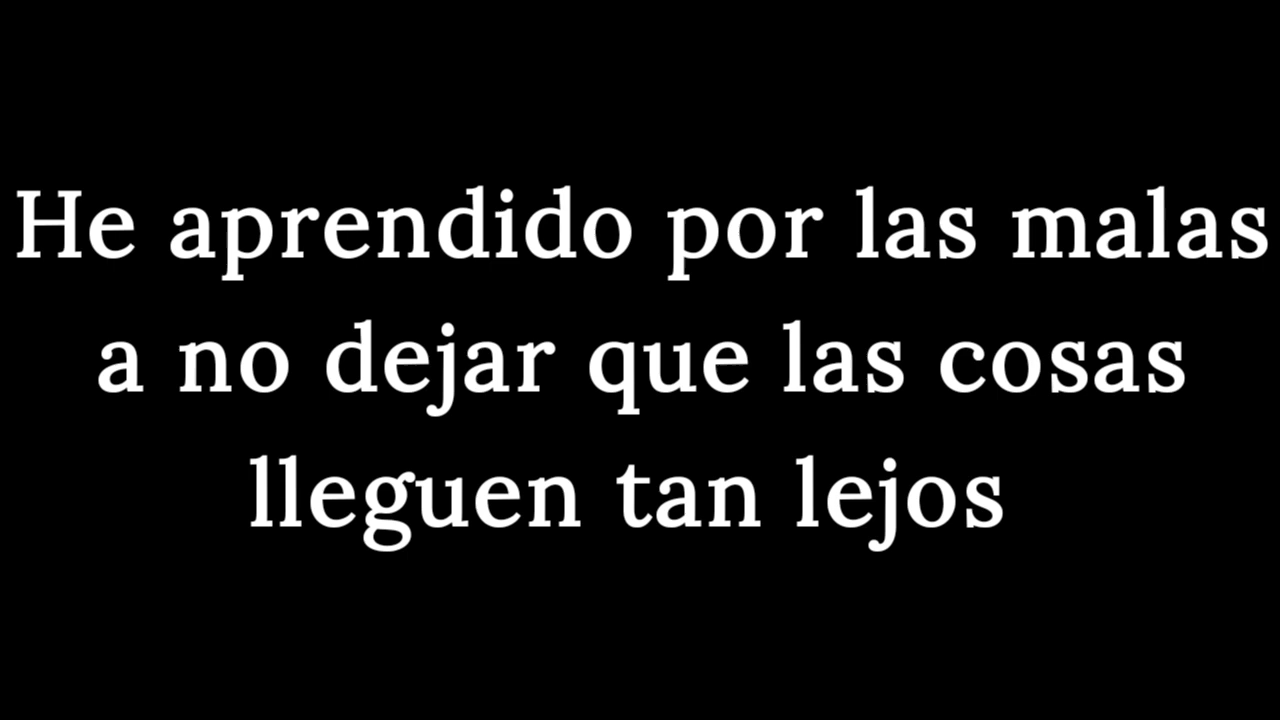 He aprendido por las malas
a no dejar que las cosas
lleguen tan lejos